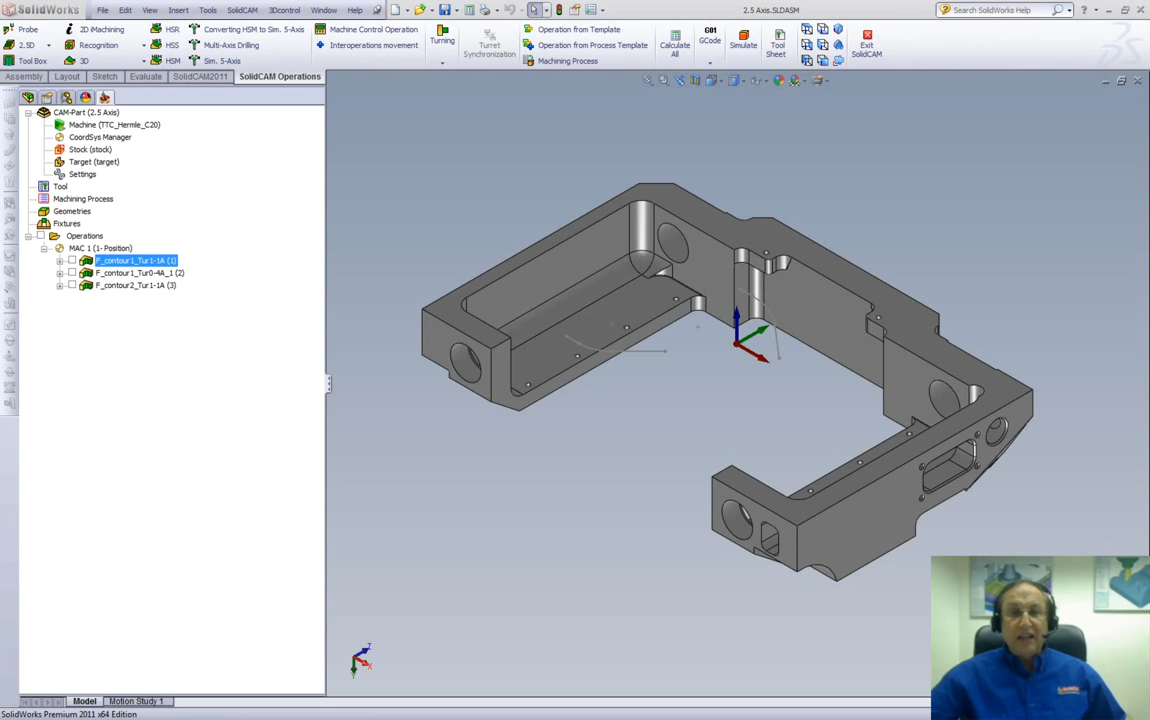 SolidWorks
File Edit View Insert Tools SolidCAM 3Dcontrol Window Help
2.5 Axis.SLDASM
Search SolidWorks Help
Probe
2.5D
Tool Box
2D iMachining
Recognition
3D
HSR
HSS
HSM
Converting HSM to Sim. 5-Axis
Multi-Axis Drilling
Sim. 5-Axis
Machine Control Operation
Interoperations movement
Turning
Turret
Synchronization
Operation from Template
Operation from Process Template
Machining Process
Calculate
All
G01
GCode
Simulate
Tool
Sheet
Exit
SolidCAM
Assembly Layout Sketch Evaluate SolidCAM2011 SolidCAM Operations
CAM-Part (2.5 Axis)
Machine (TTC_Hermle_C20)
CoordSys Manager
Stock (stock)
Target (target)
Settings
Tool
Machining Process
Geometries
Fixtures
Operations
MAC 1 (1- Position)
F_contour1_Tur1-1A (1)
F_contour1_Tur0-4A_1 (2)
F_contour2_Tur1-1A (3)
Z
X
Y
Model Motion Study 1
SolidWorks Premium 2011 x64 Edition